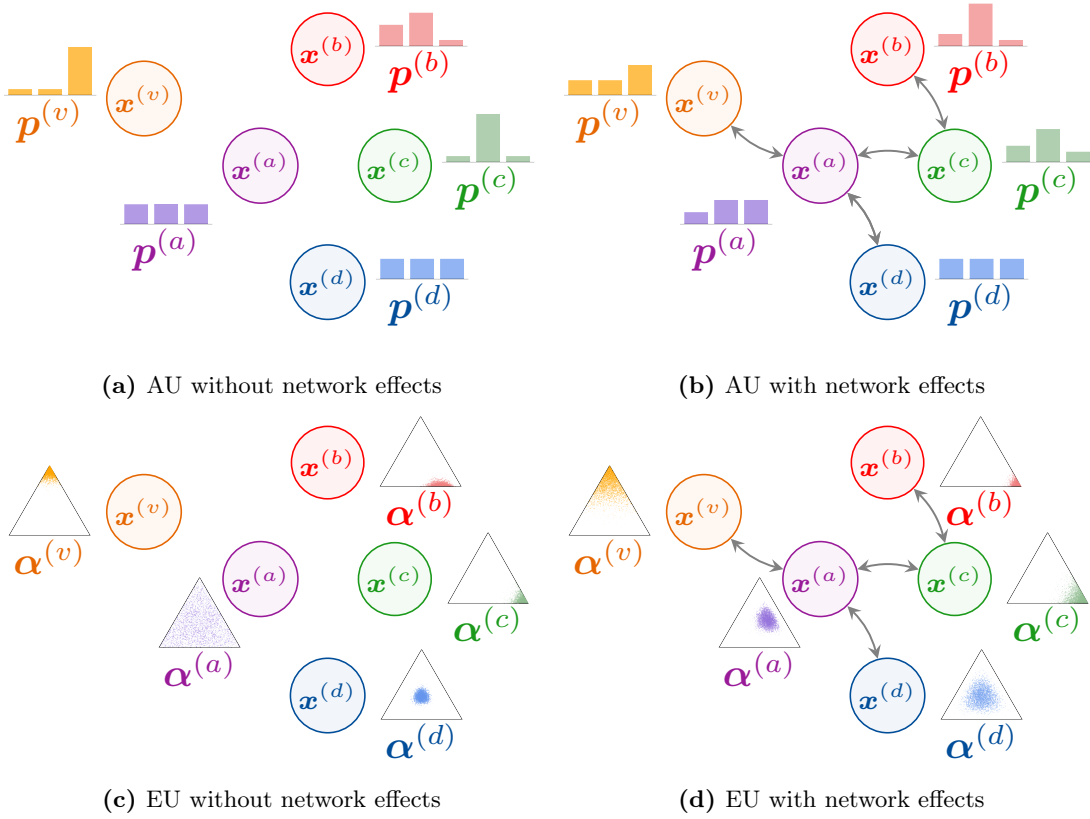 x^(b)
p^(b)
x^(v)
p^(v)
x^(a)
x^(c)
p^(c)
p^(a)
x^(d)
p^(d)
(a) AU without network effects
x^(b)
p^(b)
x^(v)
p^(v)
x^(a)
x^(c)
p^(c)
p^(a)
x^(d)
p^(d)
(b) AU with network effects
x^(b)
α^(b)
x^(v)
α^(v)
x^(a)
x^(c)
α^(c)
α^(a)
x^(d)
α^(d)
(c) EU without network effects
x^(b)
α^(b)
x^(v)
α^(v)
x^(a)
x^(c)
α^(c)
α^(a)
x^(d)
α^(d)
(d) EU with network effects